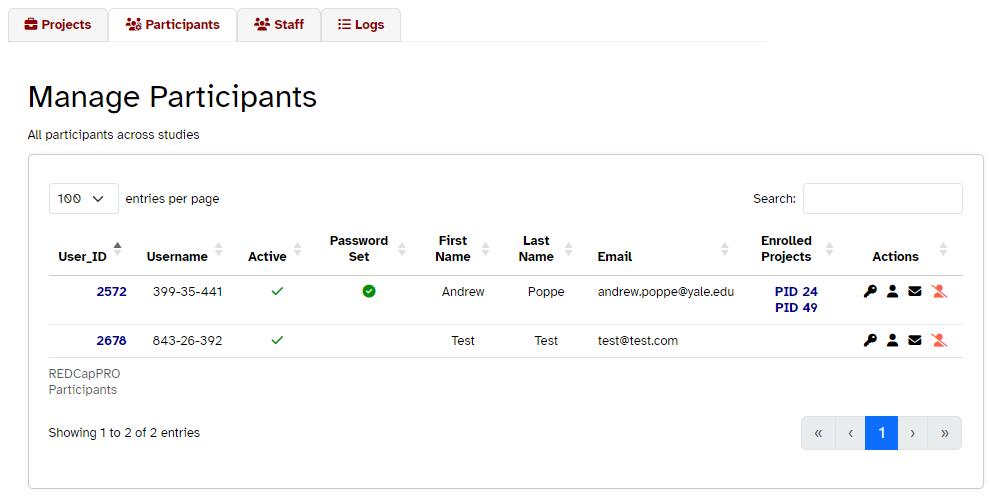 Projects Participants Staff Logs
Manage Participants
All participants across studies
100 entries per page Search:
User_ID Username Active Password Set First Name Last Name Email Enrolled Projects Actions
2572 399-35-441 Andrew Poppe andrew.poppe@yale.edu PID 24
PID 49
2678 843-26-392 Test Test test@test.com
REDCapPRO
Participants
Showing 1 to 2 of 2 entries « ‹ 1 › »